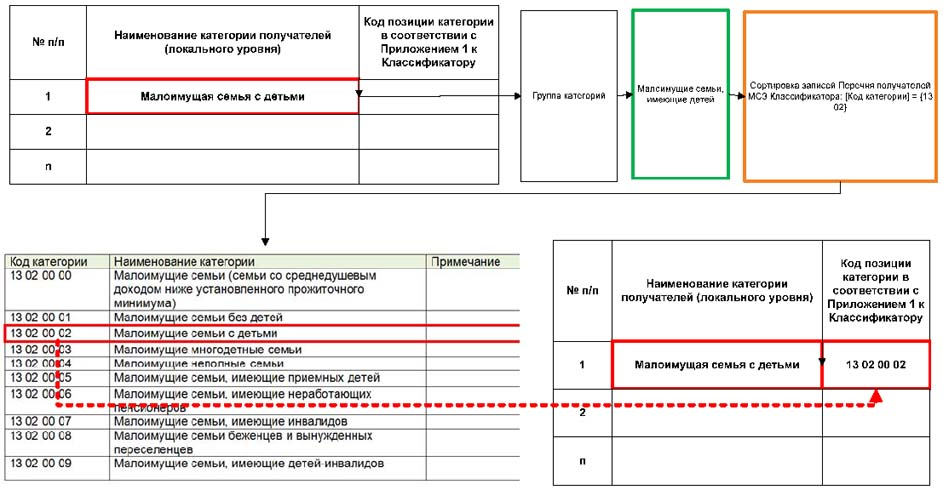 № п/п
Наименование категории получателей
(локального уровня)
Код позиции категории
в соответствии с
Приложением 1 к
Классификатору
1
Малоимущая семья с детьми
2
n
Группа категорий
Малоимущие семьи,
имеющие детей
Сортировка записей Перечня получателей
МСЗ Классификатора: [Код категории] = {13
02}
Код категории
Наименование категории
Примечание
13 02 00 00
Малоимущие семьи (семьи со среднедушевым
доходом ниже установленного прожиточного
минимума)
13 02 00 01
Малоимущие семьи без детей
13 02 00 02
Малоимущие семьи с детьми
13 02 00 03
Малоимущие многодетные семьи
13 02 00 04
Малоимущие неполные семьи
13 02 00 05
Малоимущие семьи, имеющие приемных детей
13 02 00 06
Малоимущие семьи, имеющие неработающих
пенсионеров
13 02 00 07
Малоимущие семьи, имеющие инвалидов
13 02 00 08
Малоимущие семьи беженцев и вынужденных
переселенцев
13 02 00 09
Малоимущие семьи, имеющие детей-инвалидов
№ п/п
Наименование категории
получателей (локального уровня)
Код позиции
категории в
соответствии с
Приложением 1 к
Классификатору
1
Малоимущая семья с детьми
13 02 00 02
2
n